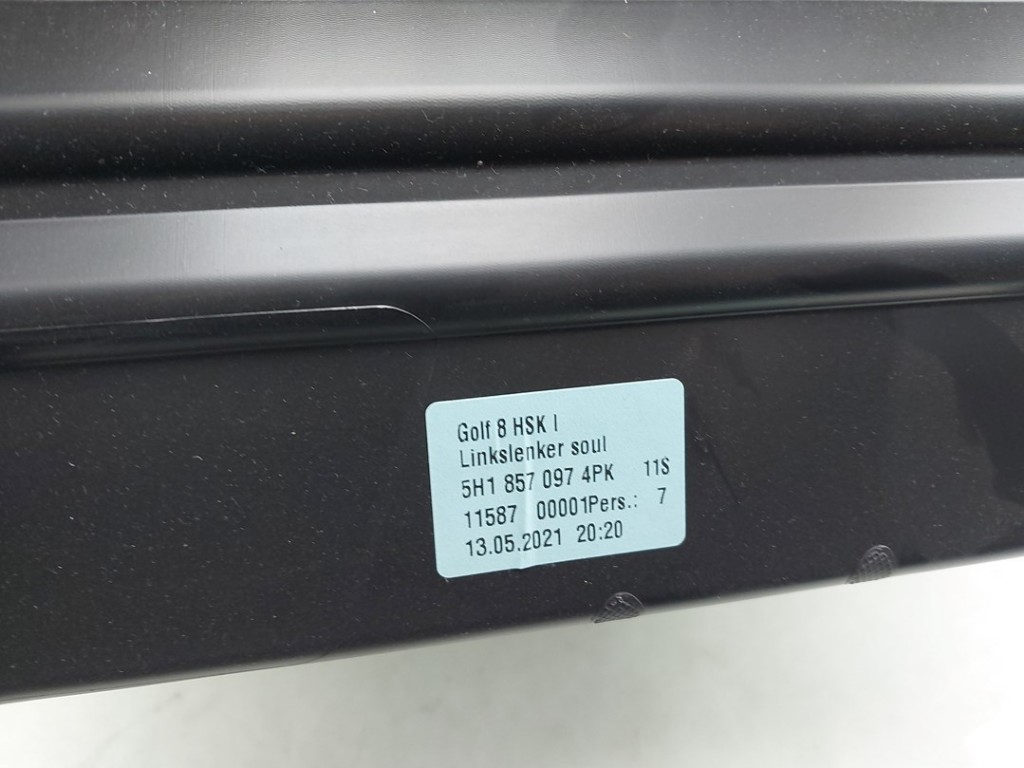 Golf 8 HSK I
Linkslenker soul
5H1 857 097 4PK 11S
11587 00001Pers.: 7
13.05.2021 20:20